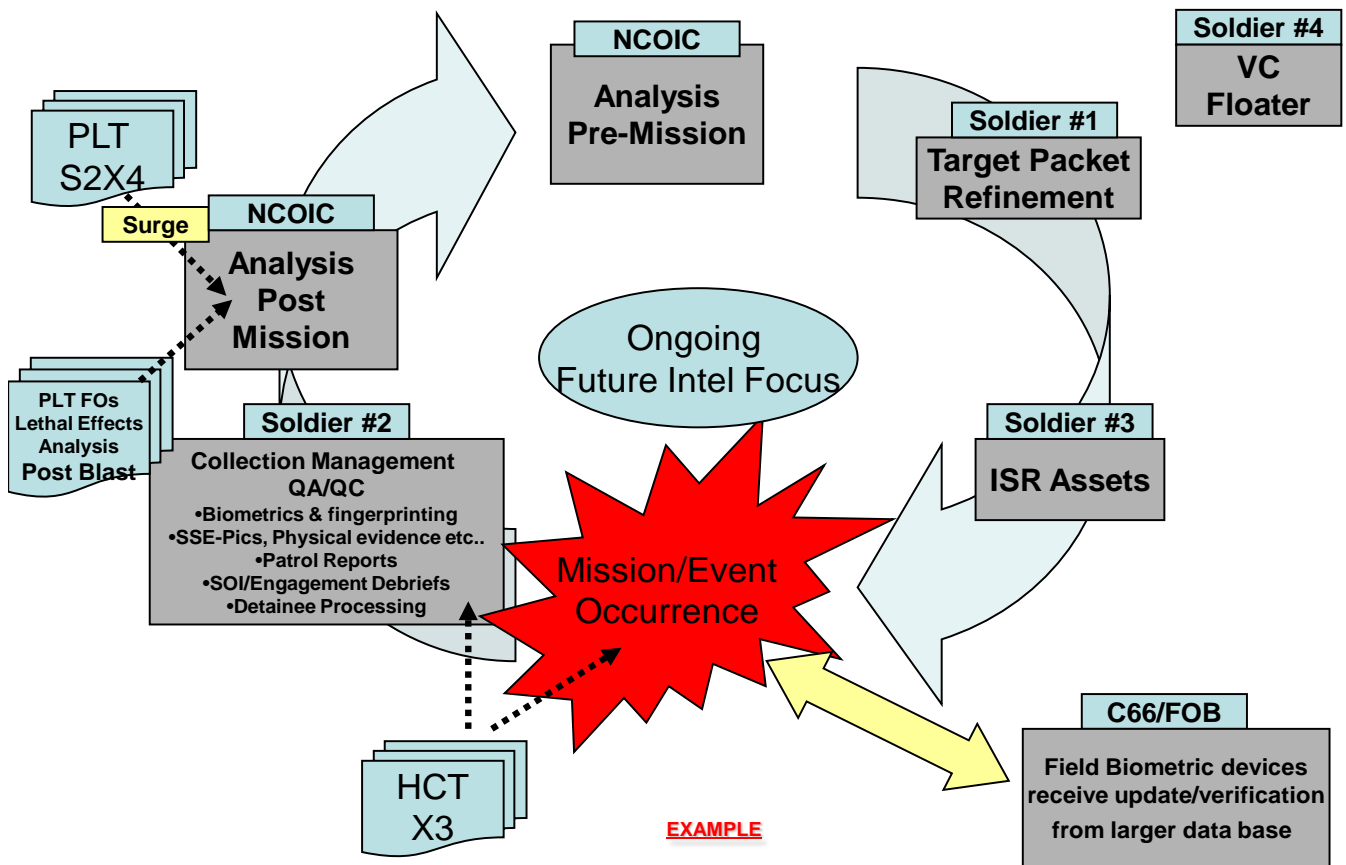 NCOIC
Analysis
Pre-Mission
Soldier #4
VC
Floater
Soldier #1
Target Packet
Refinement
PLT
S2X4
Surge
NCOIC
Analysis
Post
Mission
Ongoing
Future Intel Focus
PLT FOs
Lethal Effects
Analysis
Post Blast
Soldier #2
Collection Management
QA/QC
•Biometrics & fingerprinting
•SSE-Pics, Physical evidence etc..
•Patrol Reports
•SOI/Engagement Debriefs
•Detainee Processing
Soldier #3
ISR Assets
Mission/Event
Occurrence
HCT
X3
C66/FOB
Field Biometric devices
receive update/verification
from larger data base
EXAMPLE